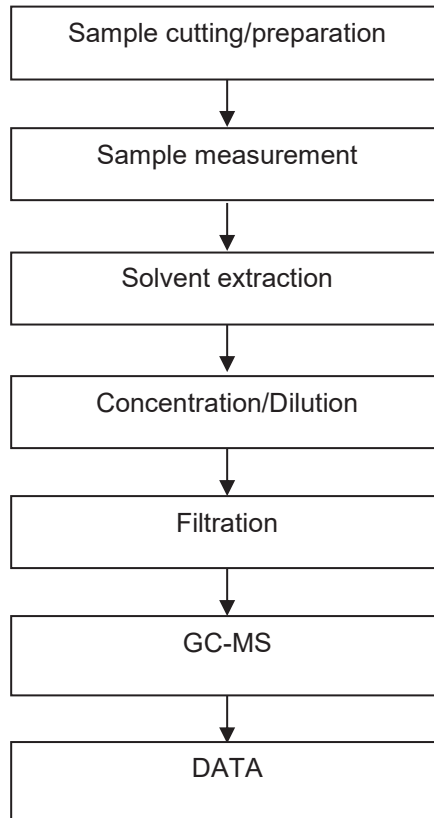 Sample cutting/preparation
Sample measurement
Solvent extraction
Concentration/Dilution
Filtration
GC-MS
DATA